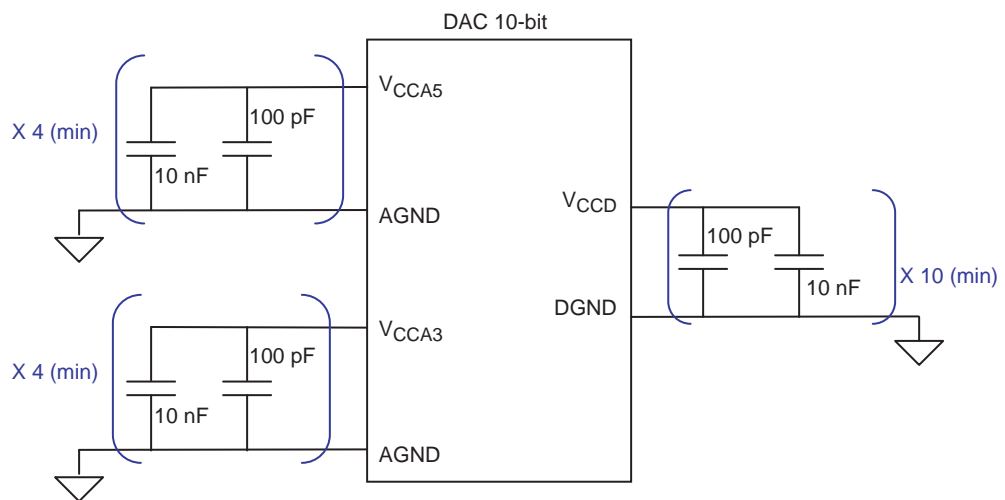 DAC 10-bit
VCCA5
100 pF
X 4 (min)
10 nF
AGND
VCCD
100 pF
X 10 (min)
10 nF
DGND
VCCA3
100 pF
X 4 (min)
10 nF
AGND